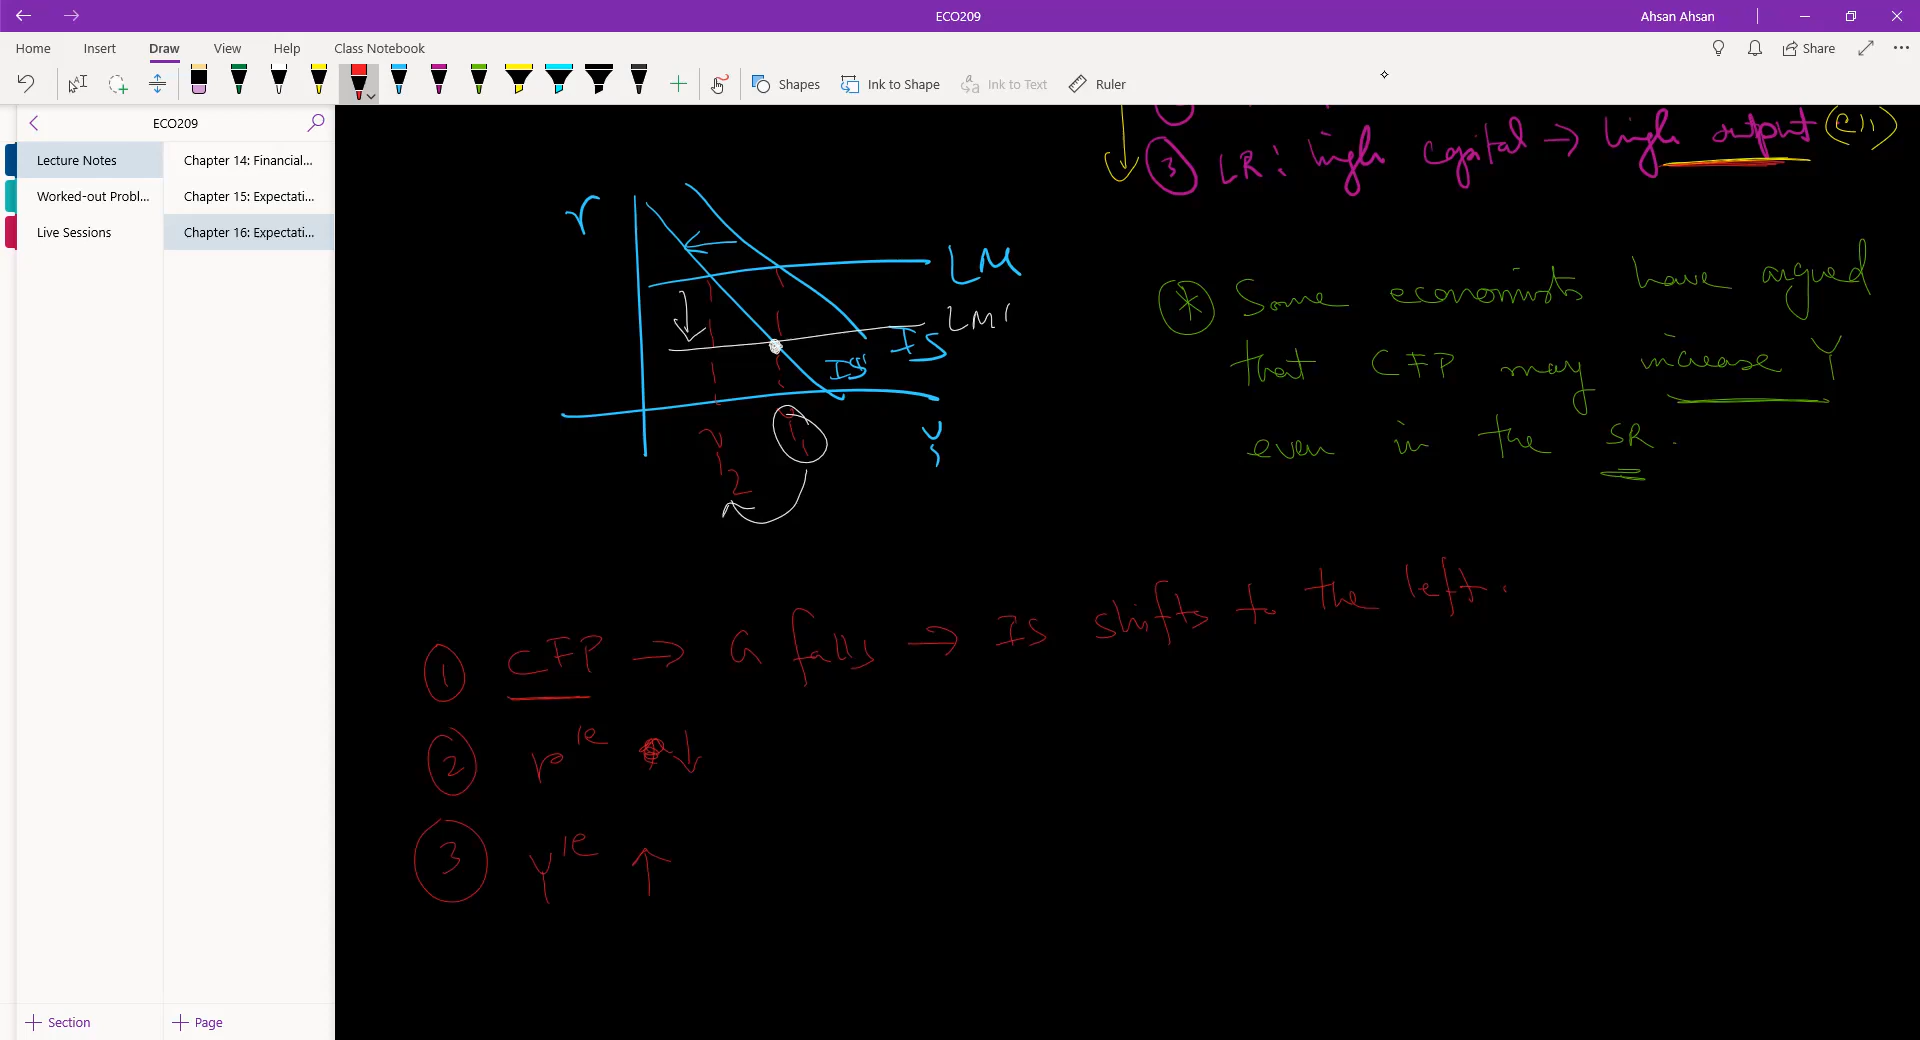 ECO209
Ahsan Ahsan
Home Insert Draw View Help Class Notebook
Share
Shapes
Ink to Shape
Ink to Text
Ruler
ECO209
Lecture Notes
Worked-out Probl...
Live Sessions
Chapter 14: Financial...
Chapter 15: Expectati...
Chapter 16: Expectati...
③ LR: high capital → high output (C11)
r
LM
LM'
IS
IS'
Y
Y1
Y2
* Some economists have argued
that CFP may increase Y
even in the SR.
① CFP → G falls → IS shifts to the left.
② r'e ↓
③ Y'e ↑
+ Section
+ Page